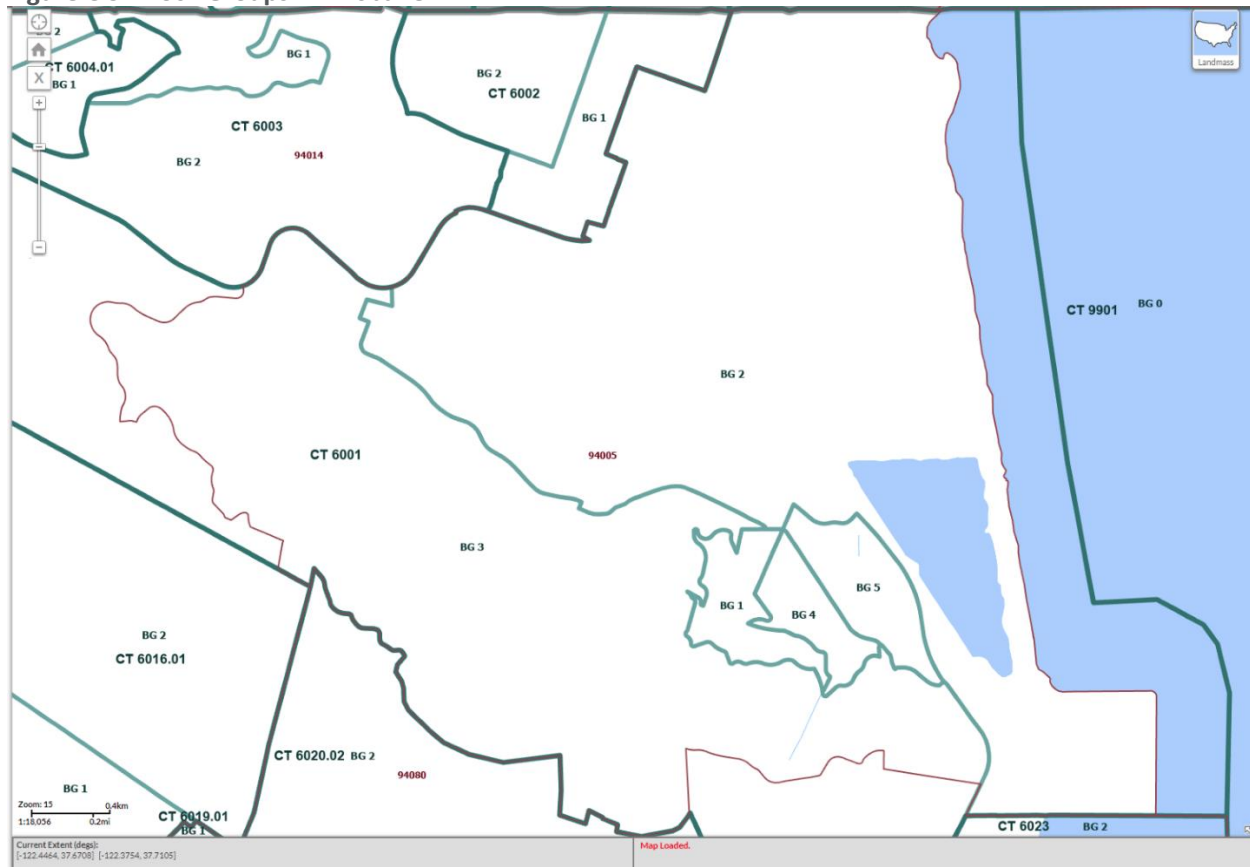 BG 2
CT 6004.01
BG 1
BG 1
CT 6003
BG 2
94014
BG 2
CT 6002
BG 1
Landmass
X
+
−
CT 9901
BG 0
BG 2
CT 6001
94005
BG 3
BG 1
BG 4
BG 5
BG 2
CT 6016.01
CT 6020.02 BG 2
94080
BG 1
CT 6019.01
BG 1
CT 6023 BG 2
Zoom: 15
0.4km
1:18,056
0.2mi
Current Extent (degs):
[-122.4464, 37.6708] [-122.3754, 37.7105]
Map Loaded.